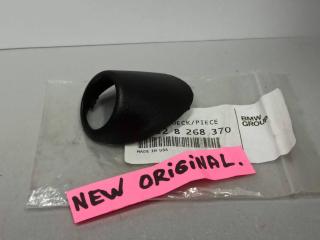 ECK/PIECE
2 8 268 370
MADE IN USA
BMW
GROUP
NEW ORIGINAL.